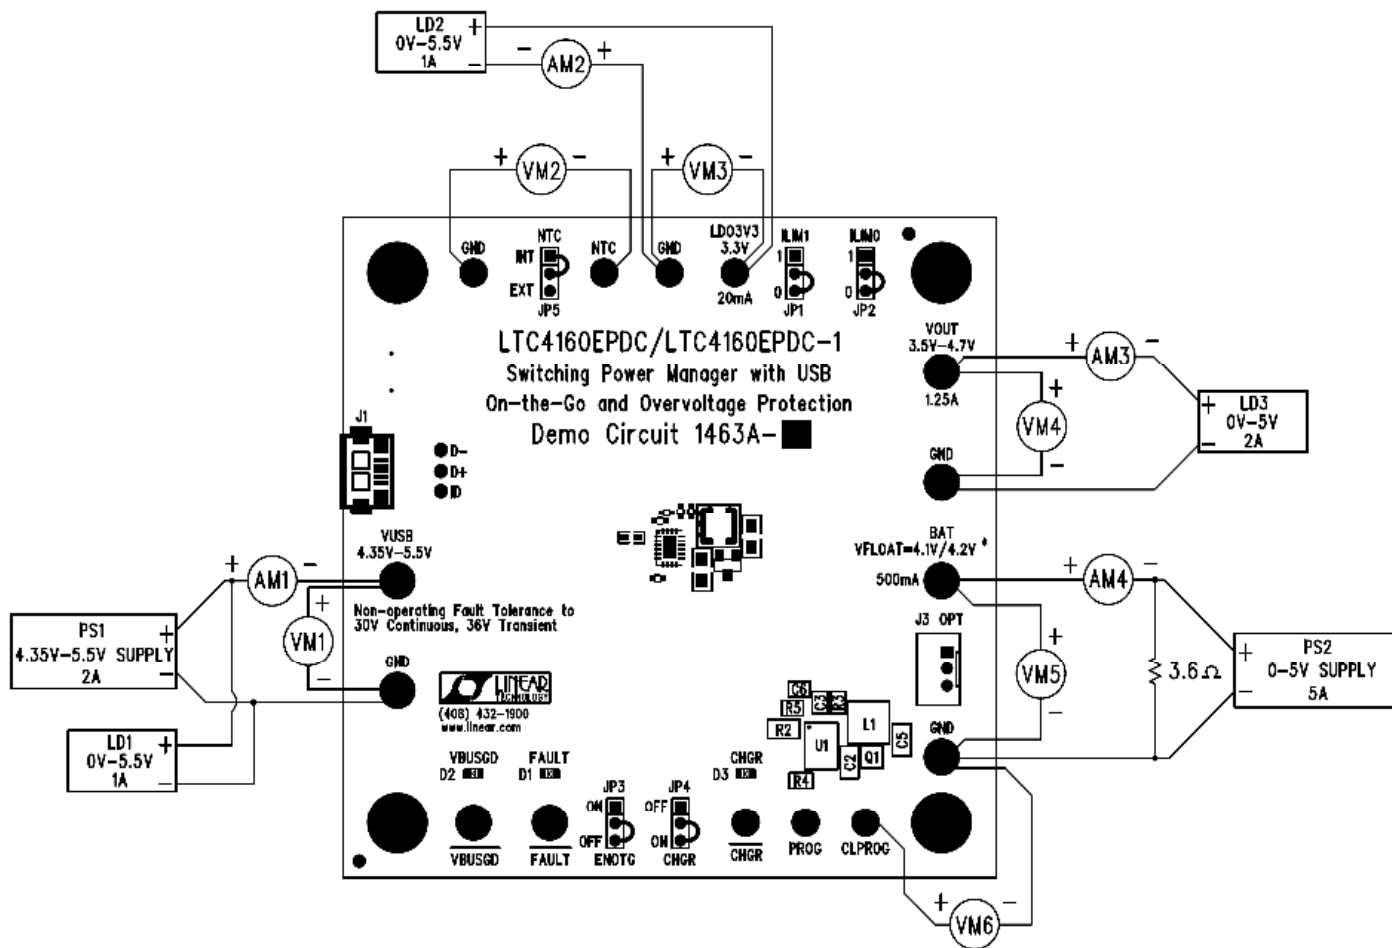 LD2
0V-5.5V
1A
+
-
- AM2 +
+ VM2 -
+ VM3 -
GND
NTC
INT
EXT
JP5
NTC
GND
LDO3V3
3.3V
20mA
ILIM1
1
0
JP1
ILIM0
1
0
JP2
LTC4160EPDC/LTC4160EPDC-1
Switching Power Manager with USB
On-the-Go and Overvoltage Protection
Demo Circuit 1463A-
VOUT
3.5V-4.7V
1.25A
+ AM3 -
+
VM4
-
GND
+
-
LD3
0V-5V
2A
J1
D-
D+
ID
VUSB
4.35V-5.5V
+ AM1 -
+
VM1
-
Non-operating Fault Tolerance to
30V Continuous, 36V Transient
PS1
4.35V-5.5V SUPPLY
2A
+
-
GND
LD1
0V-5.5V
1A
+
-
LINEAR
TECHNOLOGY
(408) 432-1900
www.linear.com
BAT
VFLOAT=4.1V/4.2V *
500mA
+ AM4 -
J3 OPT
+
VM5
-
3.6Ω
PS2
0-5V SUPPLY
5A
+
-
GND
C6
R5
C3
R3
R2
U1
L1
C5
C2
Q1
R4
VBUSGD
D2
FAULT
D1
CHGR
D3
JP3
ON
OFF
ENOTG
JP4
OFF
ON
CHGR
VBUSGD
FAULT
CHGR
PROG
CLPROG
+ VM6 -